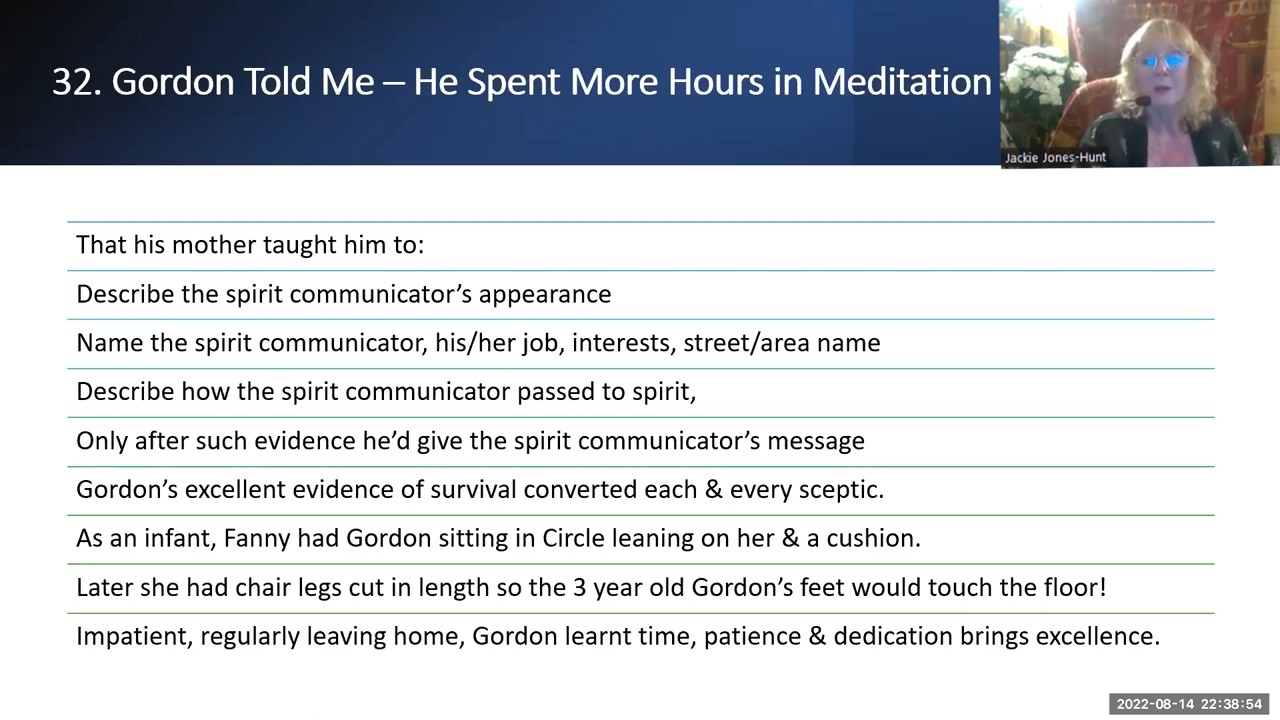 32. Gordon Told Me – He Spent More Hours in Meditation
Jackie Jones-Hunt
That his mother taught him to:
Describe the spirit communicator’s appearance
Name the spirit communicator, his/her job, interests, street/area name
Describe how the spirit communicator passed to spirit,
Only after such evidence he’d give the spirit communicator’s message
Gordon’s excellent evidence of survival converted each & every sceptic.
As an infant, Fanny had Gordon sitting in Circle leaning on her & a cushion.
Later she had chair legs cut in length so the 3 year old Gordon’s feet would touch the floor!
Impatient, regularly leaving home, Gordon learnt time, patience & dedication brings excellence.
2022-08-14 22:38:54